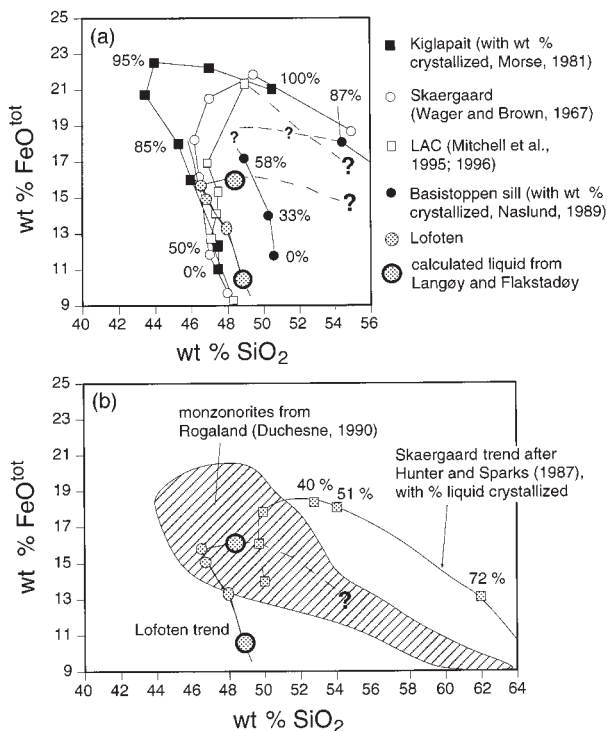 (a)
25
23
21
19
17
15
13
11
9
wt % FeOtot
95%
100%
87%
85%
?
?
58%
?
?
33%
50%
0%
0%
40 42 44 46 48 50 52 54 56
wt % SiO2
Kiglapait (with wt %
crystallized, Morse, 1981)
Skaergaard
(Wager and Brown, 1967)
LAC (Mitchell et al.,
1995; 1996)
Basistoppen sill (with wt %
crystallized, Naslund, 1989)
Lofoten
calculated liquid from
Langøy and Flakstadøy
(b)
25
23
21
19
17
15
13
11
9
wt % FeOtot
monzonorites from
Rogaland (Duchesne, 1990)
Skaergaard trend after
Hunter and Sparks (1987),
with % liquid crystallized
40 %
51 %
72 %
?
Lofoten trend
40 42 44 46 48 50 52 54 56 58 60 62 64
wt % SiO2